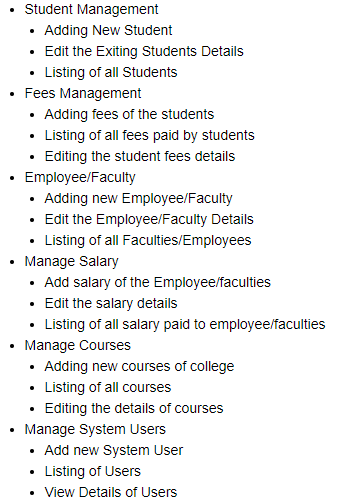 Student Management
Adding New Student
Edit the Exiting Students Details
Listing of all Students
Fees Management
Adding fees of the students
Listing of all fees paid by students
Editing the student fees details
Employee/Faculty
Adding new Employee/Faculty
Edit the Employee/Faculty Details
Listing of all Faculties/Employees
Manage Salary
Add salary of the Employee/faculties
Edit the salary details
Listing of all salary paid to employee/faculties
Manage Courses
Adding new courses of college
Listing of all courses
Editing the details of courses
Manage System Users
Add new System User
Listing of Users
View Details of Users